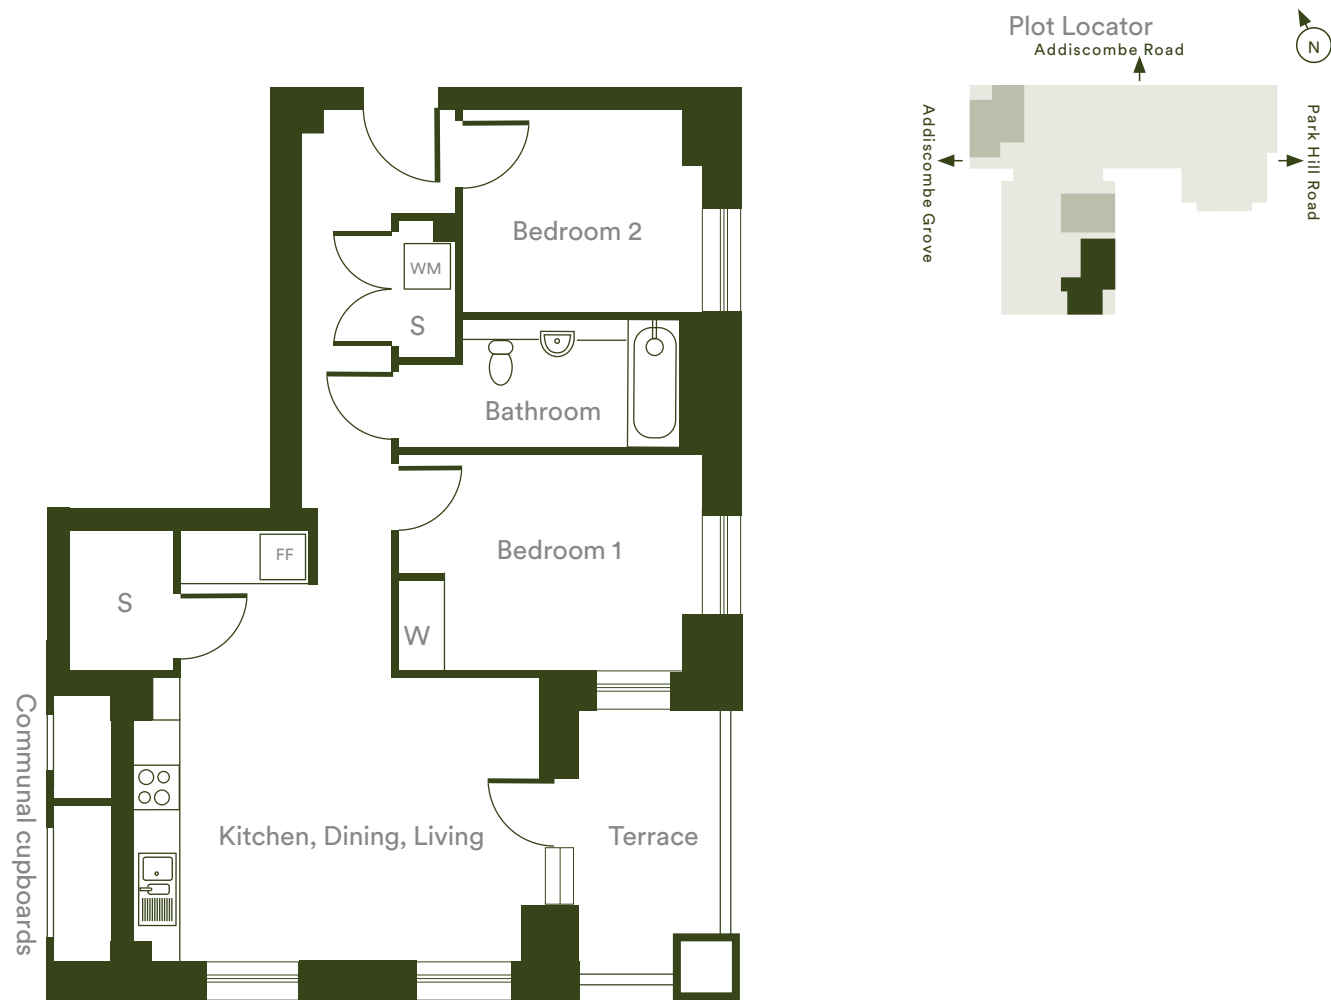 Plot Locator
Addiscombe Road
N
Addiscombe Grove
Park Hill Road
Bedroom 2
WM
S
Bathroom
Bedroom 1
FF
S
W
Communal cupboards
Kitchen, Dining, Living
Terrace